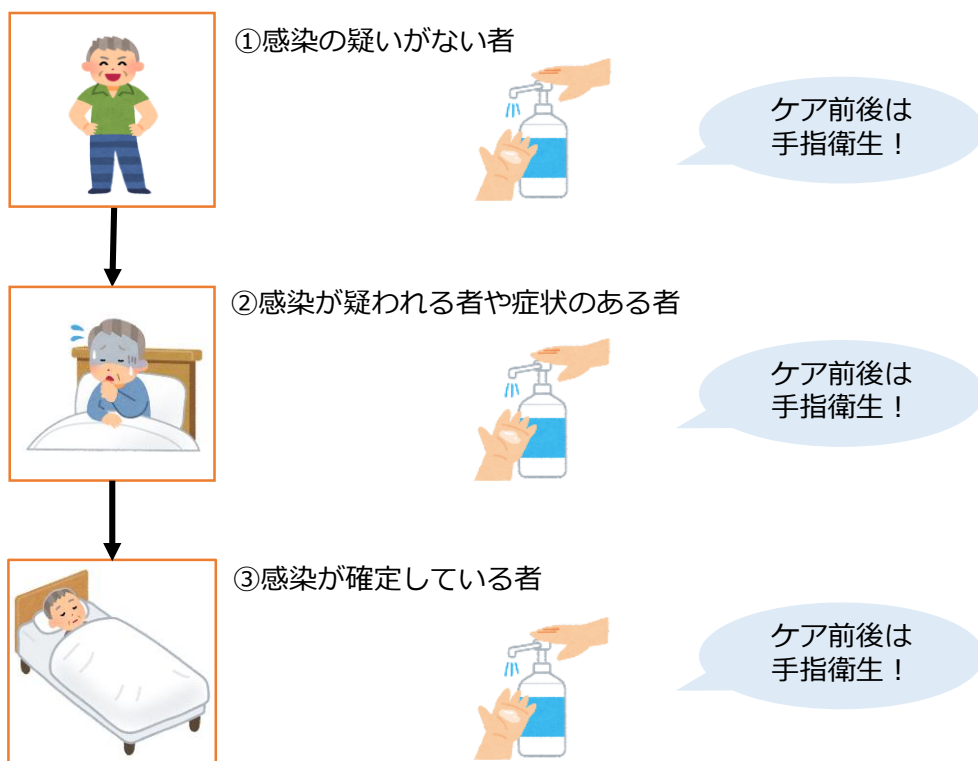 ①感染の疑いがない者
ケア前後は
手指衛生！
②感染が疑われる者や症状のある者
ケア前後は
手指衛生！
③感染が確定している者
ケア前後は
手指衛生！